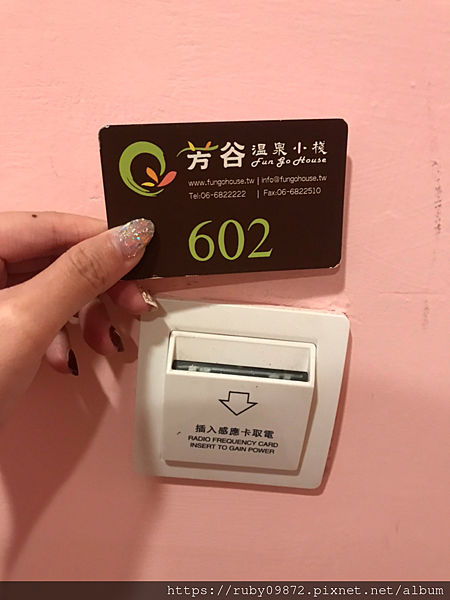 芳谷 溫泉小棧
Fun Go House
www.fungohouse.tw | info@fungohouse.tw
Tel:06-6822222 | Fax:06-6822510
602
插入感應卡取電
RADIO FREQUENCY CARD
INSERT TO GAIN POWER
https://ruby09872.pixnet.net/album